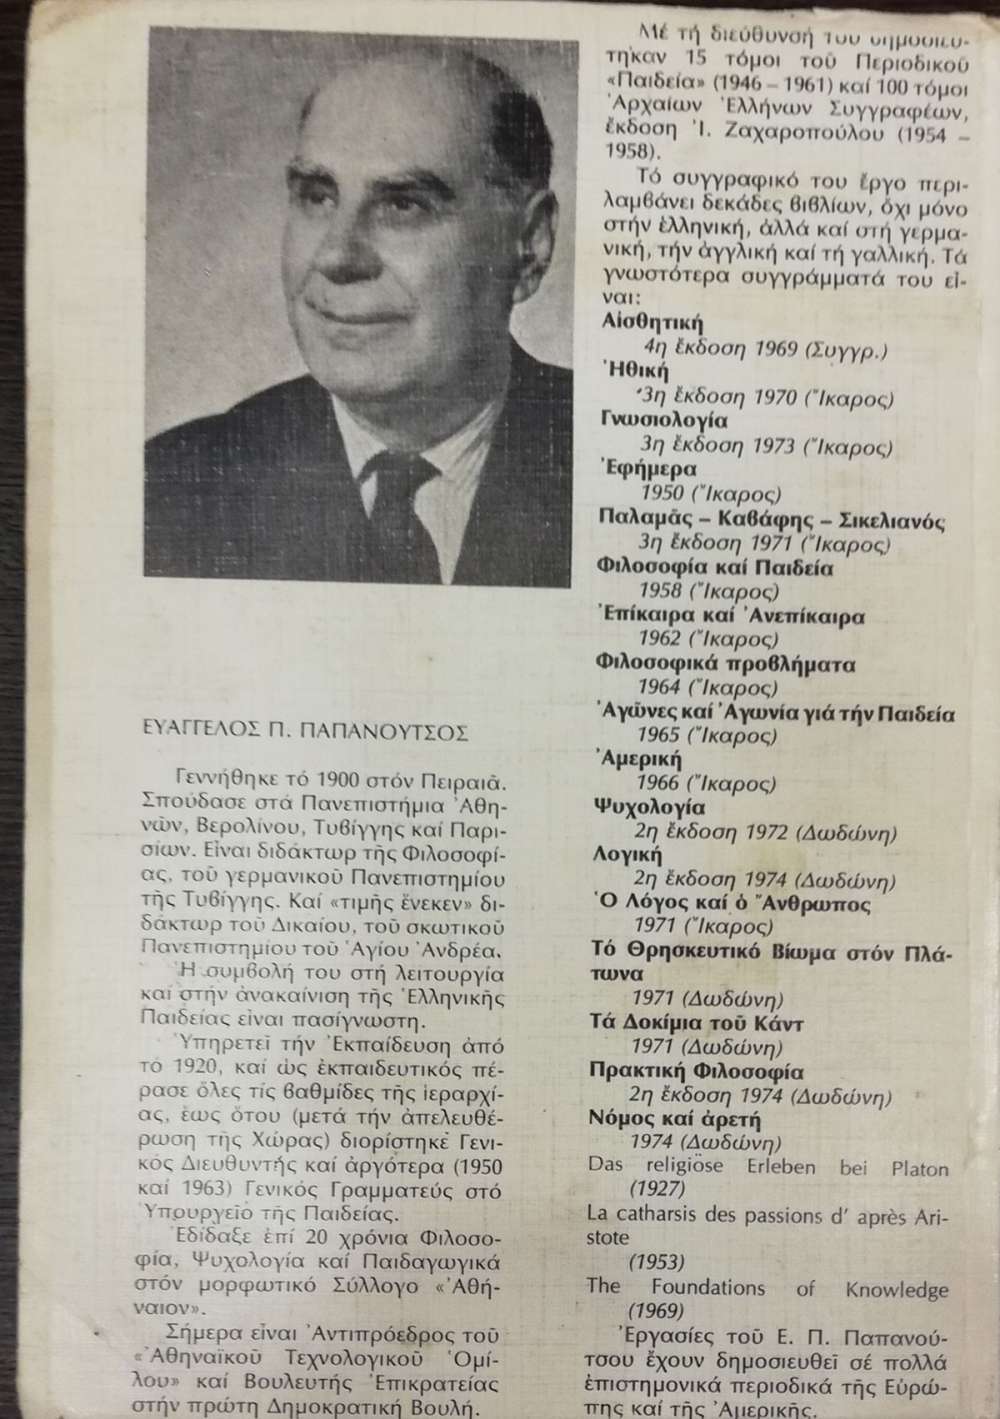 ΕΥΑΓΓΕΛΟΣ Π. ΠΑΠΑΝΟΥΤΣΟΣ
Γεννήθηκε τό 1900 στόν Πειραιᾶ.
Σπούδασε στά Πανεπιστήμια Ἀθη-
νῶν, Βερολίνου, Τυβίγγης καί Παρι-
σίων. Εἶναι διδάκτωρ τῆς Φιλοσοφί-
ας, τοῦ γερμανικοῦ Πανεπιστημίου
τῆς Τυβίγγης. Καί «τιμῆς ἕνεκεν» δι-
δάκτωρ τοῦ Δικαίου, τοῦ σκωτικοῦ
Πανεπιστημίου τοῦ Ἁγίου Ἀνδρέα.
Ἡ συμβολή του στή λειτουργία
καί στήν ἀνακαίνιση τῆς Ἑλληνικῆς
Παιδείας εἶναι πασίγνωστη.
Ὑπηρετεῖ τήν Ἐκπαίδευση ἀπό
τό 1920, καί ὡς ἐκπαιδευτικός πέ-
ρασε ὅλες τίς βαθμίδες τῆς ἱεραρχί-
ας, ἑως ὅτου (μετά τήν ἀπελευθέ-
ρωση τῆς Χώρας) διορίστηκε Γενι-
κός Διευθυντής καί ἀργότερα (1950
καί 1963) Γενικός Γραμματεύς στό
Ὑπουργεῖο τῆς Παιδείας.
Ἐδίδαξε ἐπί 20 χρόνια Φιλοσο-
φία, Ψυχολογία καί Παιδαγωγικά
στόν μορφωτικό Σύλλογο «Ἀθή-
ναιον».
Σήμερα εἶναι Ἀντιπρόεδρος τοῦ
«Ἀθηναϊκοῦ Τεχνολογικοῦ Ὁμί-
λου» καί Βουλευτής Ἐπικρατείας
στήν πρώτη Δημοκρατική Βουλή.
Μέ τή διεύθυνσή του δημοσιεύ-
τηκαν 15 τόμοι τοῦ Περιοδικοῦ
«Παιδεία» (1946 – 1961) καί 100 τόμοι
Ἀρχαίων Ἑλλήνων Συγγραφέων,
ἔκδοση Ἰ. Ζαχαροπούλου (1954 –
1958).
Τό συγγραφικό του ἔργο περι-
λαμβάνει δεκάδες βιβλίων, ὄχι μόνο
στήν ἑλληνική, ἀλλά καί στή γερμα-
νική, τήν ἀγγλική καί τή γαλλική. Τά
γνωστότερα συγγράμματά του εἶ-
ναι:
Αἰσθητική
4η ἔκδοση 1969 (Συγγρ.)
Ἠθική
3η ἔκδοση 1970 (Ἴκαρος)
Γνωσιολογία
3η ἔκδοση 1973 (Ἴκαρος)
Ἐφήμερα
1950 (Ἴκαρος)
Παλαμᾶς – Καβάφης – Σικελιανός
3η ἔκδοση 1971 (Ἴκαρος)
Φιλοσοφία καί Παιδεία
1958 (Ἴκαρος)
Ἐπίκαιρα καί Ἀνεπίκαιρα
1962 (Ἴκαρος)
Φιλοσοφικά προβλήματα
1964 (Ἴκαρος)
Ἀγῶνες καί Ἀγωνία γιά τήν Παιδεία
1965 (Ἴκαρος)
Ἀμερική
1966 (Ἴκαρος)
Ψυχολογία
2η ἔκδοση 1972 (Δωδώνη)
Λογική
2η ἔκδοση 1974 (Δωδώνη)
Ὁ Λόγος καί ὁ Ἄνθρωπος
1971 (Ἴκαρος)
Τό Θρησκευτικό Βίωμα στόν Πλά-
τωνα
1971 (Δωδώνη)
Τά Δοκίμια τοῦ Κάντ
1971 (Δωδώνη)
Πρακτική Φιλοσοφία
2η ἔκδοση 1974 (Δωδώνη)
Νόμος καί ἀρετή
1974 (Δωδώνη)
Das religiöse Erleben bei Platon
(1927)
La catharsis des passions d' après Ari-
stote
(1953)
The Foundations of Knowledge
(1969)
Ἐργασίες τοῦ Ε. Π. Παπανού-
τσου ἔχουν δημοσιευθεῖ σέ πολλά
ἐπιστημονικά περιοδικά τῆς Εὐρώ-
πης καί τῆς Ἀμερικῆς.